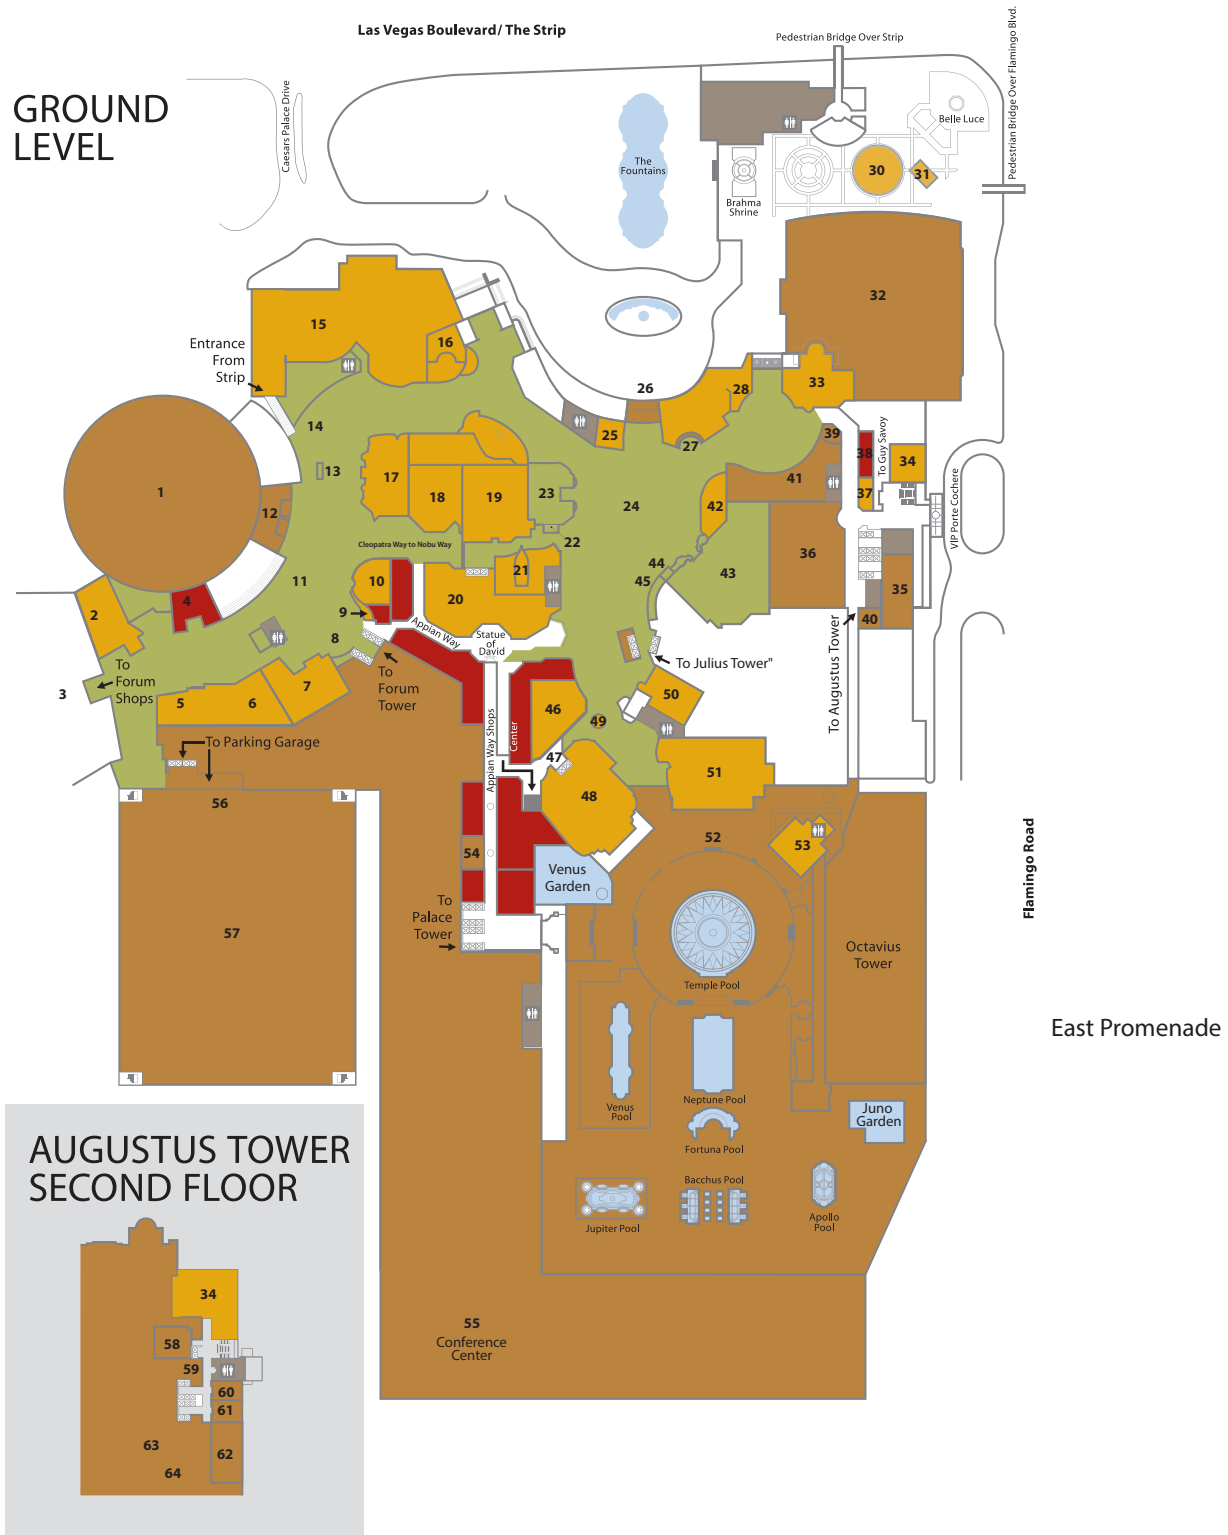 Las Vegas Boulevard/ The Strip
Pedestrian Bridge Over Strip
Pedestrian Bridge Over Flamingo Blvd.
GROUND
LEVEL
Caesars Palace Drive
Belle Luce
The
Fountains
30
31
Brahma
Shrine
32
15
16
Entrance
From
Strip
33
26
28
14
25
27
39
38
To Guy Savoy
34
13
17
18
19
23
24
41
37
42
1
12
22
VIP Porte Cochere
Cleopatra Way to Nobu Way
36
11
10
21
44
45
43
35
2
4
9
20
40
8
Appian Way
Statue
of
David
To
Forum
Shops
3
To Julius Tower"
To Augustus Tower
7
To
Forum
Tower
5
6
50
46
49
Center
Appian Way Shops
To Parking Garage
47
51
56
48
52
53
54
Venus
Garden
Flamingo Road
To
Palace
Tower
57
Octavius
Tower
Temple Pool
East Promenade
Venus
Pool
Neptune Pool
Juno
Garden
Fortuna Pool
Bacchus Pool
Jupiter Pool
Apollo
Pool
55
Conference
Center
AUGUSTUS TOWER
SECOND FLOOR
34
58
59
60
61
63
62
64